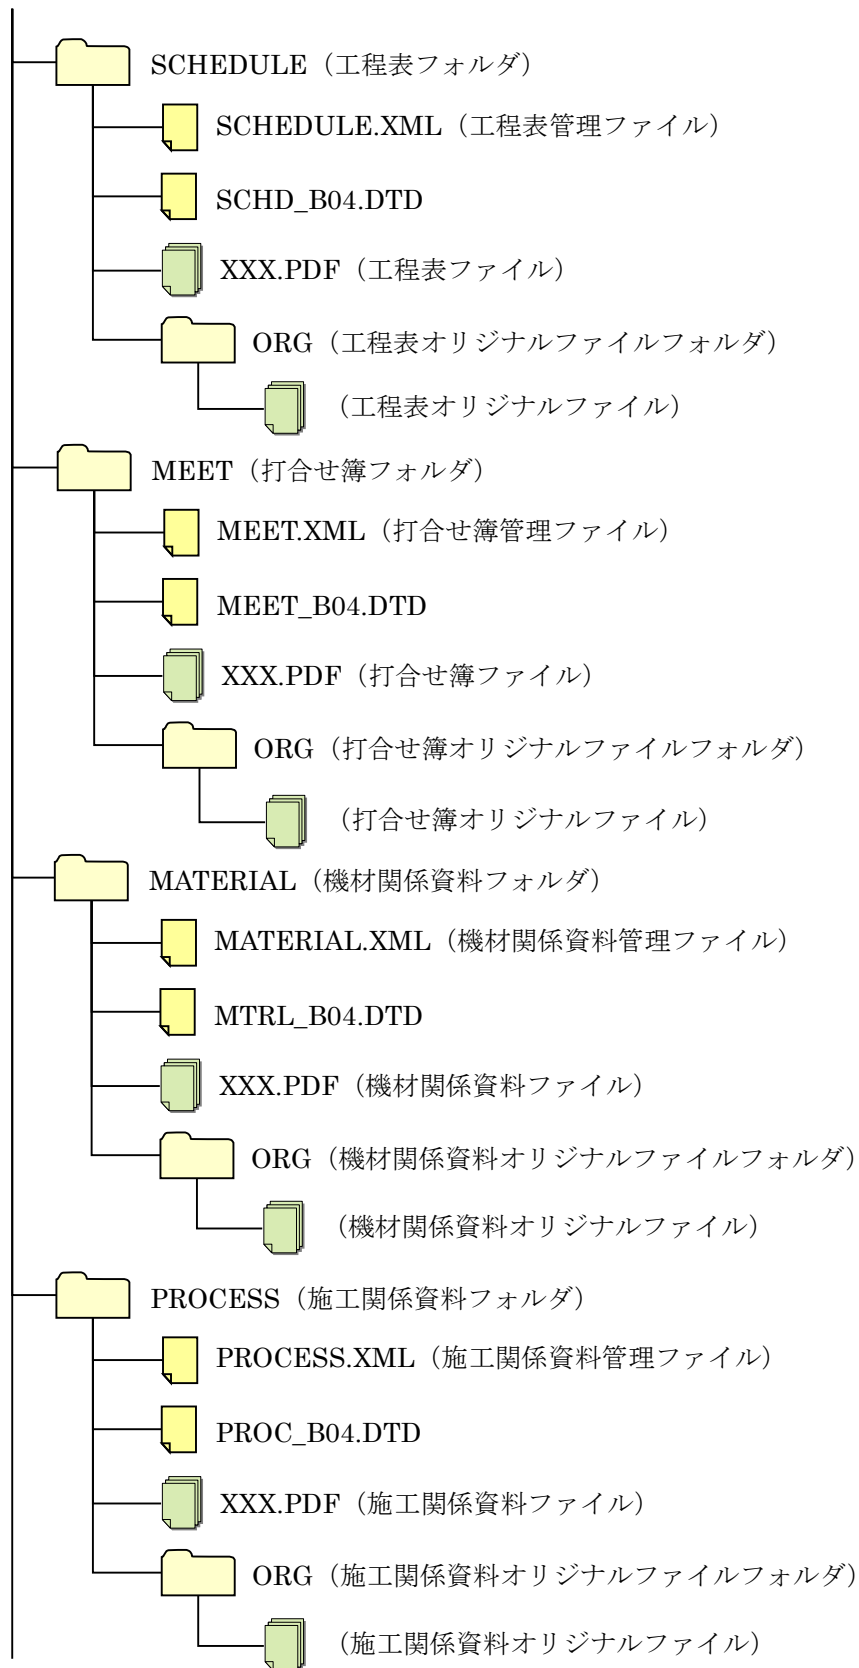 SCHEDULE（工程表フォルダ）
SCHEDULE.XML（工程表管理ファイル）
SCHD_B04.DTD
XXX.PDF（工程表ファイル）
ORG（工程表オリジナルファイルフォルダ）
（工程表オリジナルファイル）
MEET（打合せ簿フォルダ）
MEET.XML（打合せ簿管理ファイル）
MEET_B04.DTD
XXX.PDF（打合せ簿ファイル）
ORG（打合せ簿オリジナルファイルフォルダ）
（打合せ簿オリジナルファイル）
MATERIAL（機材関係資料フォルダ）
MATERIAL.XML（機材関係資料管理ファイル）
MTRL_B04.DTD
XXX.PDF（機材関係資料ファイル）
ORG（機材関係資料オリジナルファイルフォルダ）
（機材関係資料オリジナルファイル）
PROCESS（施工関係資料フォルダ）
PROCESS.XML（施工関係資料管理ファイル）
PROC_B04.DTD
XXX.PDF（施工関係資料ファイル）
ORG（施工関係資料オリジナルファイルフォルダ）
（施工関係資料オリジナルファイル）